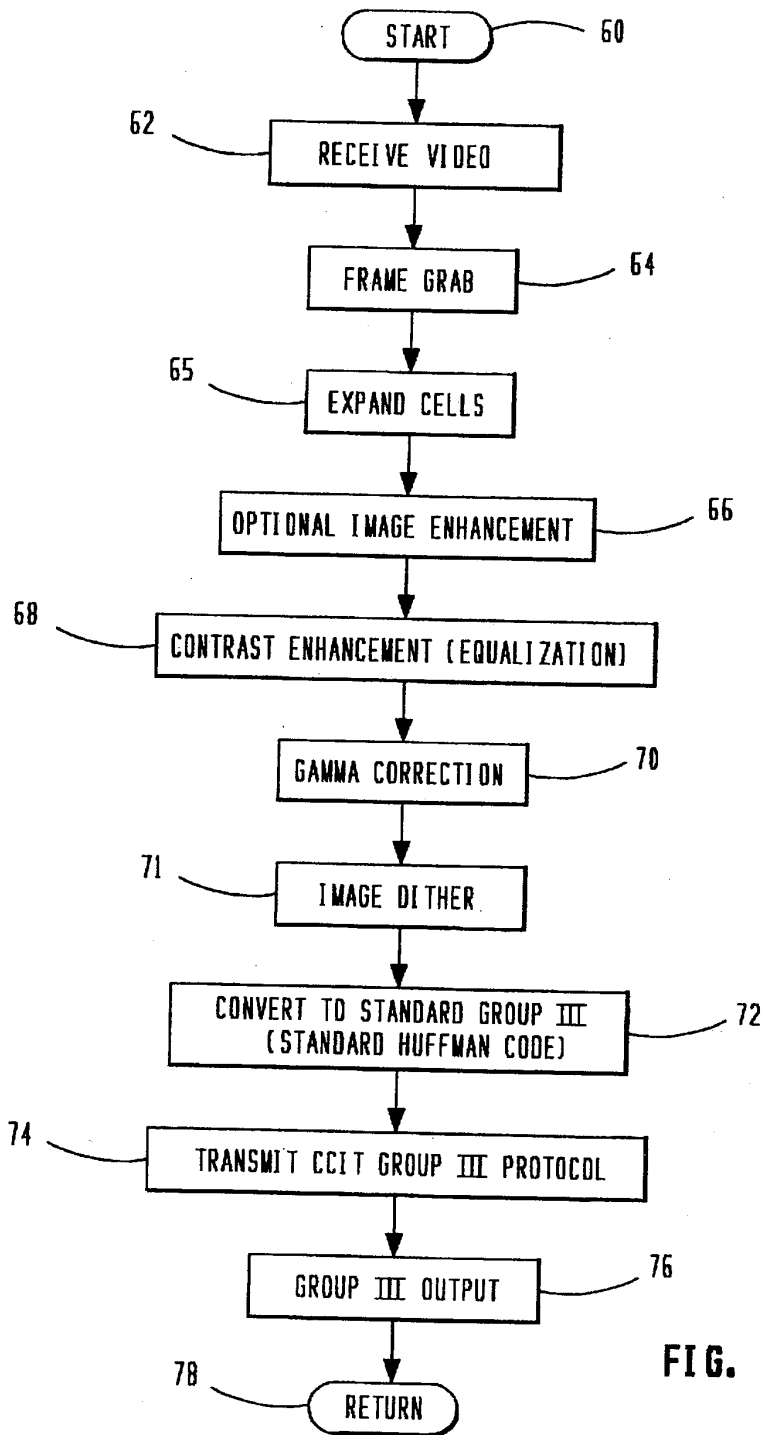 START
60
62
RECEIVE VIDEO
FRAME GRAB
64
65
EXPAND CELLS
OPTIONAL IMAGE ENHANCEMENT
66
68
CONTRAST ENHANCEMENT (EQUALIZATION)
GAMMA CORRECTION
70
71
IMAGE DITHER
CONVERT TO STANDARD GROUP III
(STANDARD HUFFMAN CODE)
72
74
TRANSMIT CCIT GROUP III PROTOCOL
GROUP III OUTPUT
76
FIG.
78
RETURN